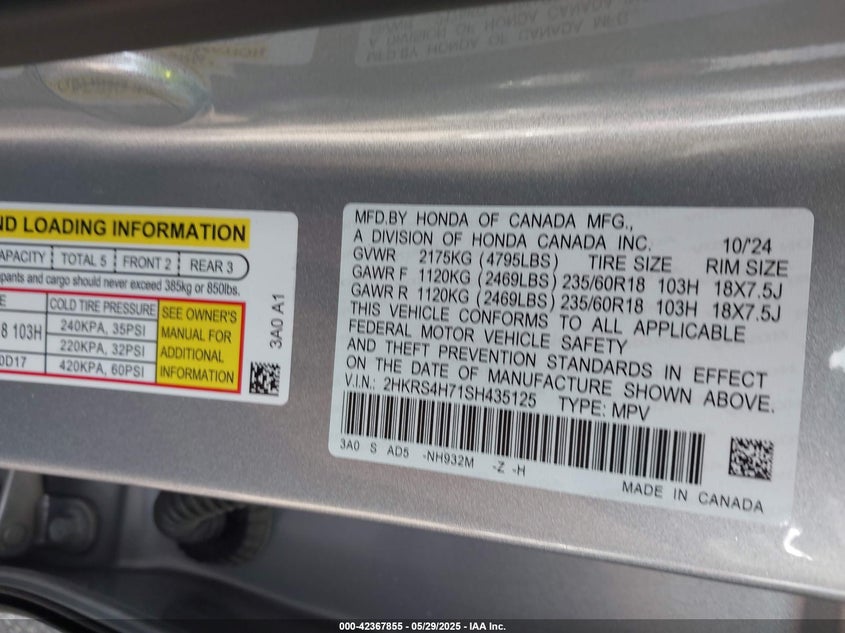 ND LOADING INFORMATION
APACITY TOTAL 5 FRONT 2 REAR 3
pants and cargo should never exceed 385kg or 850lbs.
E COLD TIRE PRESSURE SEE OWNER'S MANUAL FOR ADDITIONAL INFORMATION
8 103H 240KPA, 35PSI
220KPA, 32PSI
0D17 420KPA, 60PSI
3A0 A1
MFD.BY HONDA OF CANADA MFG.,
A DIVISION OF HONDA CANADA INC. 10/'24
GVWR 2175KG (4795LBS) TIRE SIZE RIM SIZE
GAWR F 1120KG (2469LBS) 235/60R18 103H 18X7.5J
GAWR R 1120KG (2469LBS) 235/60R18 103H 18X7.5J
THIS VEHICLE CONFORMS TO ALL APPLICABLE
FEDERAL MOTOR VEHICLE SAFETY
AND THEFT PREVENTION STANDARDS IN EFFECT
ON THE DATE OF MANUFACTURE SHOWN ABOVE.
V.I.N.: 2HKRS4H71SH435125 TYPE: MPV
3A0 S AD5 -NH932M -Z -H
MADE IN CANADA
000-42367855 — 05/29/2025 — IAA Inc.